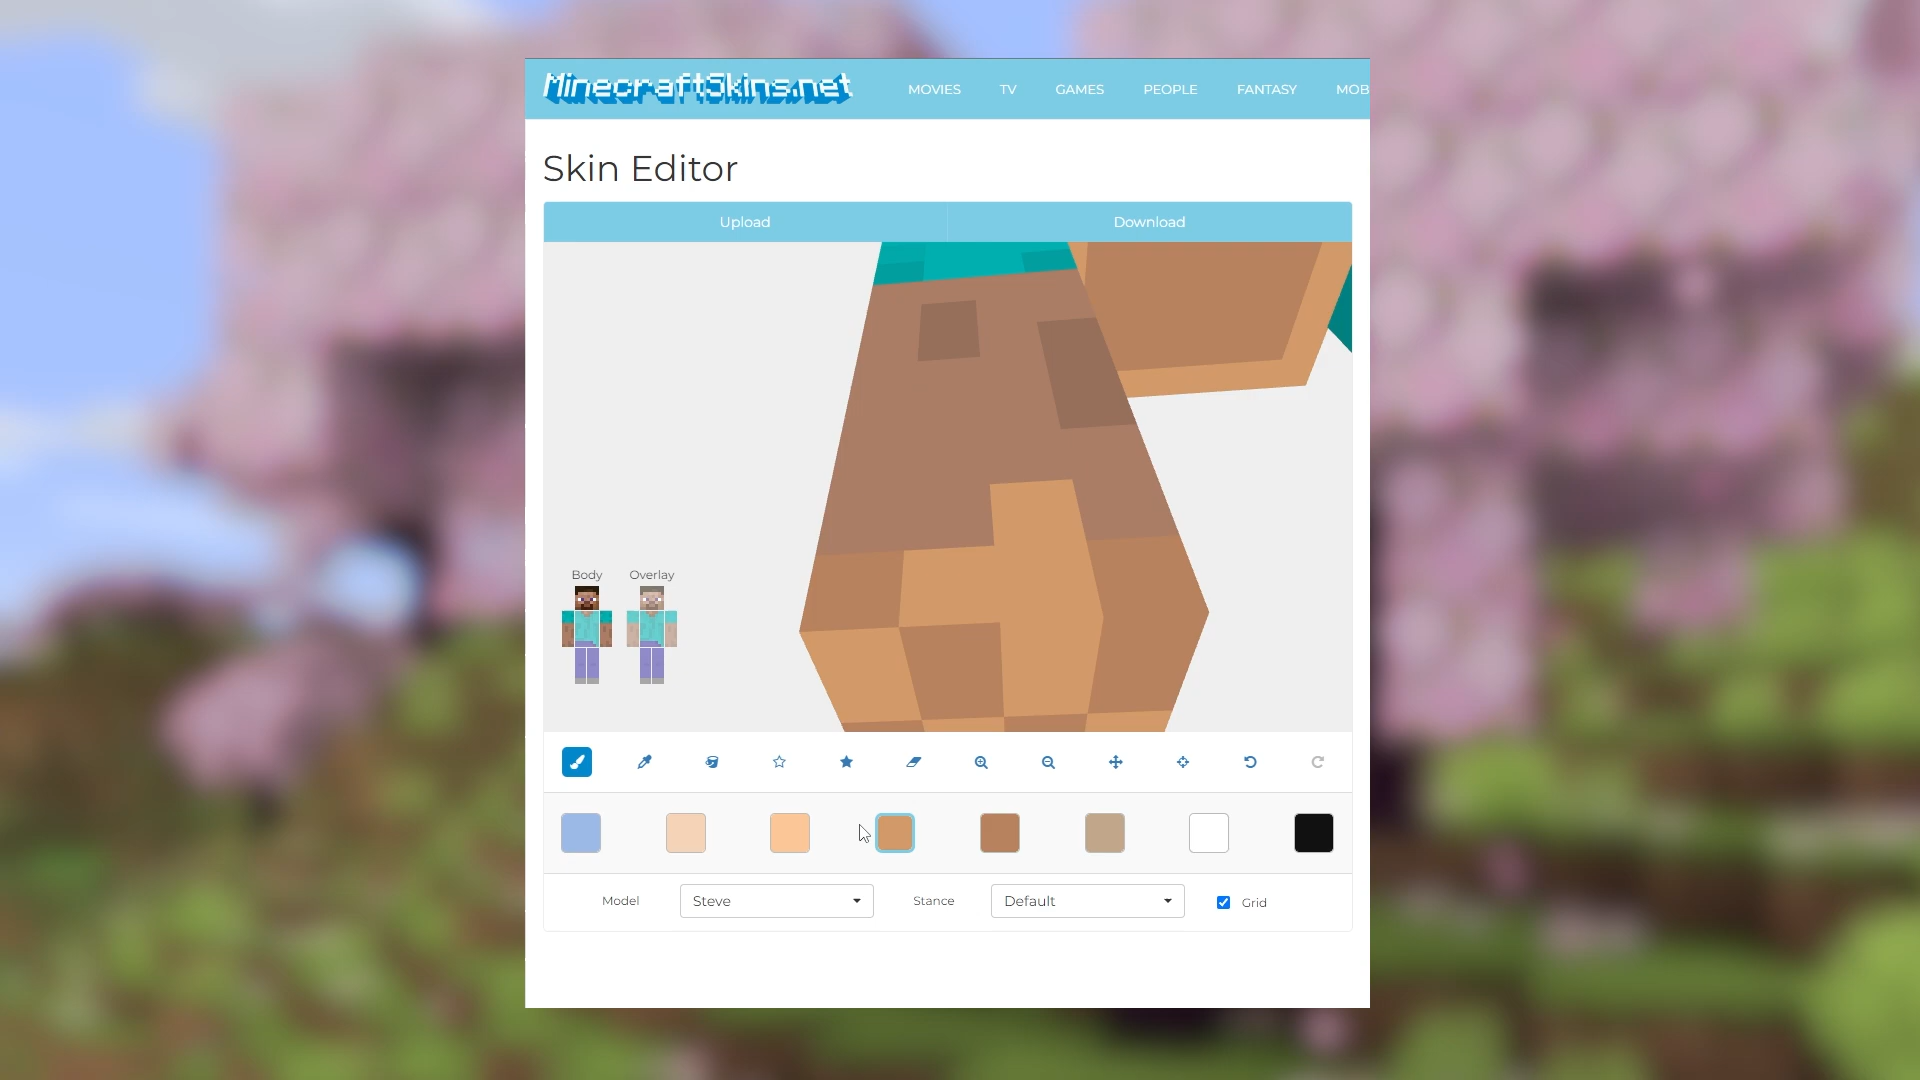 MinecraftSkins.net
MOVIES TV GAMES PEOPLE FANTASY MOB
Skin Editor
Upload Download
Body Overlay
Model Steve Stance Default Grid